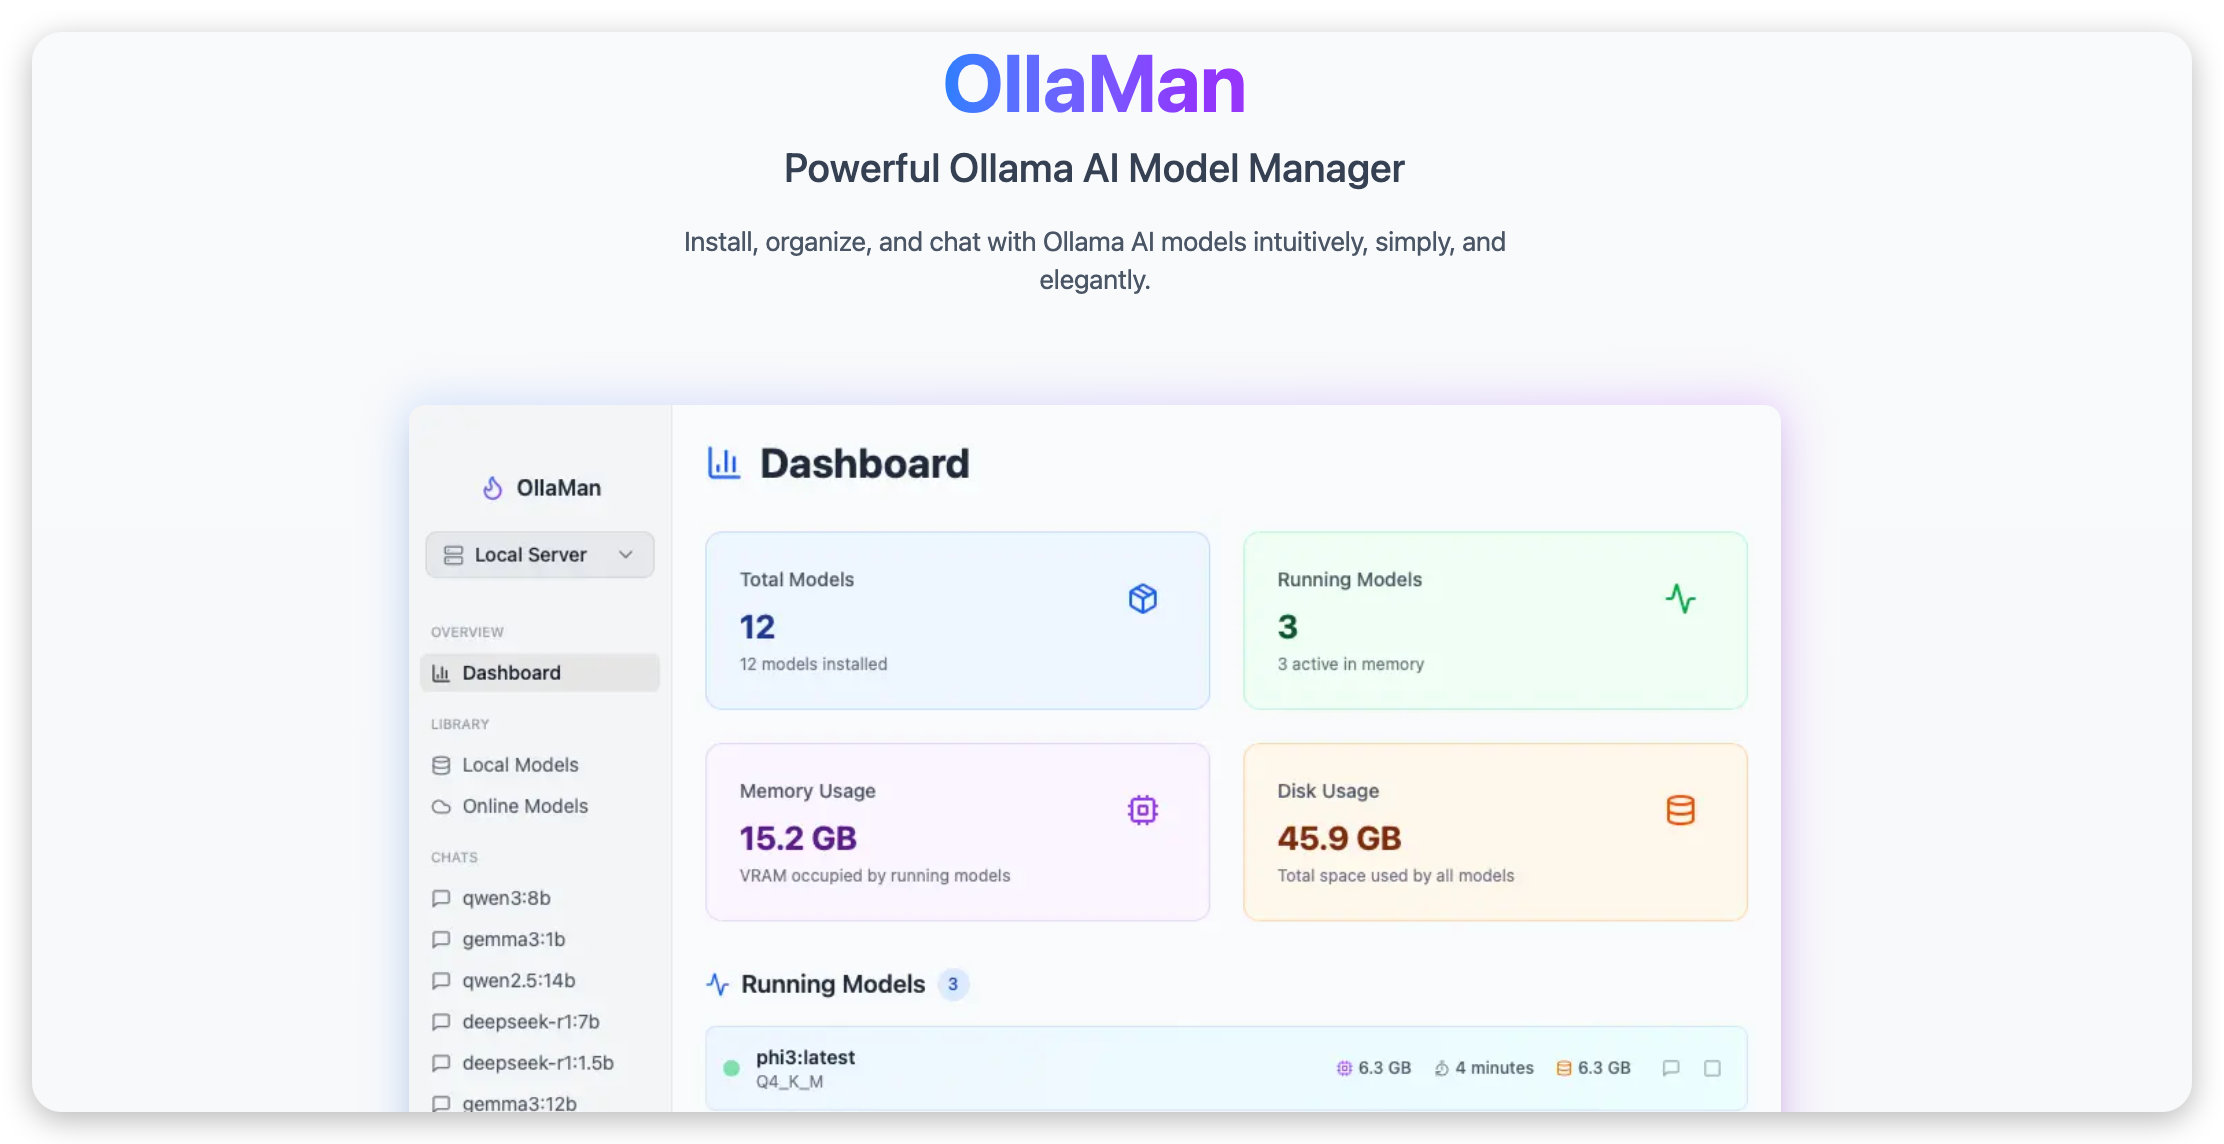 OllaMan
Powerful Ollama AI Model Manager
Install, organize, and chat with Ollama AI models intuitively, simply, and
elegantly.
OllaMan
Local Server
OVERVIEW
Dashboard
LIBRARY
Local Models
Online Models
CHATS
qwen3:8b
gemma3:1b
qwen2.5:14b
deepseek-r1:7b
deepseek-r1:1.5b
gemma3:12b
Dashboard
Total Models
12
12 models installed
Running Models
3
3 active in memory
Memory Usage
15.2 GB
VRAM occupied by running models
Disk Usage
45.9 GB
Total space used by all models
Running Models 3
phi3:latest
Q4_K_M
6.3 GB 4 minutes 6.3 GB